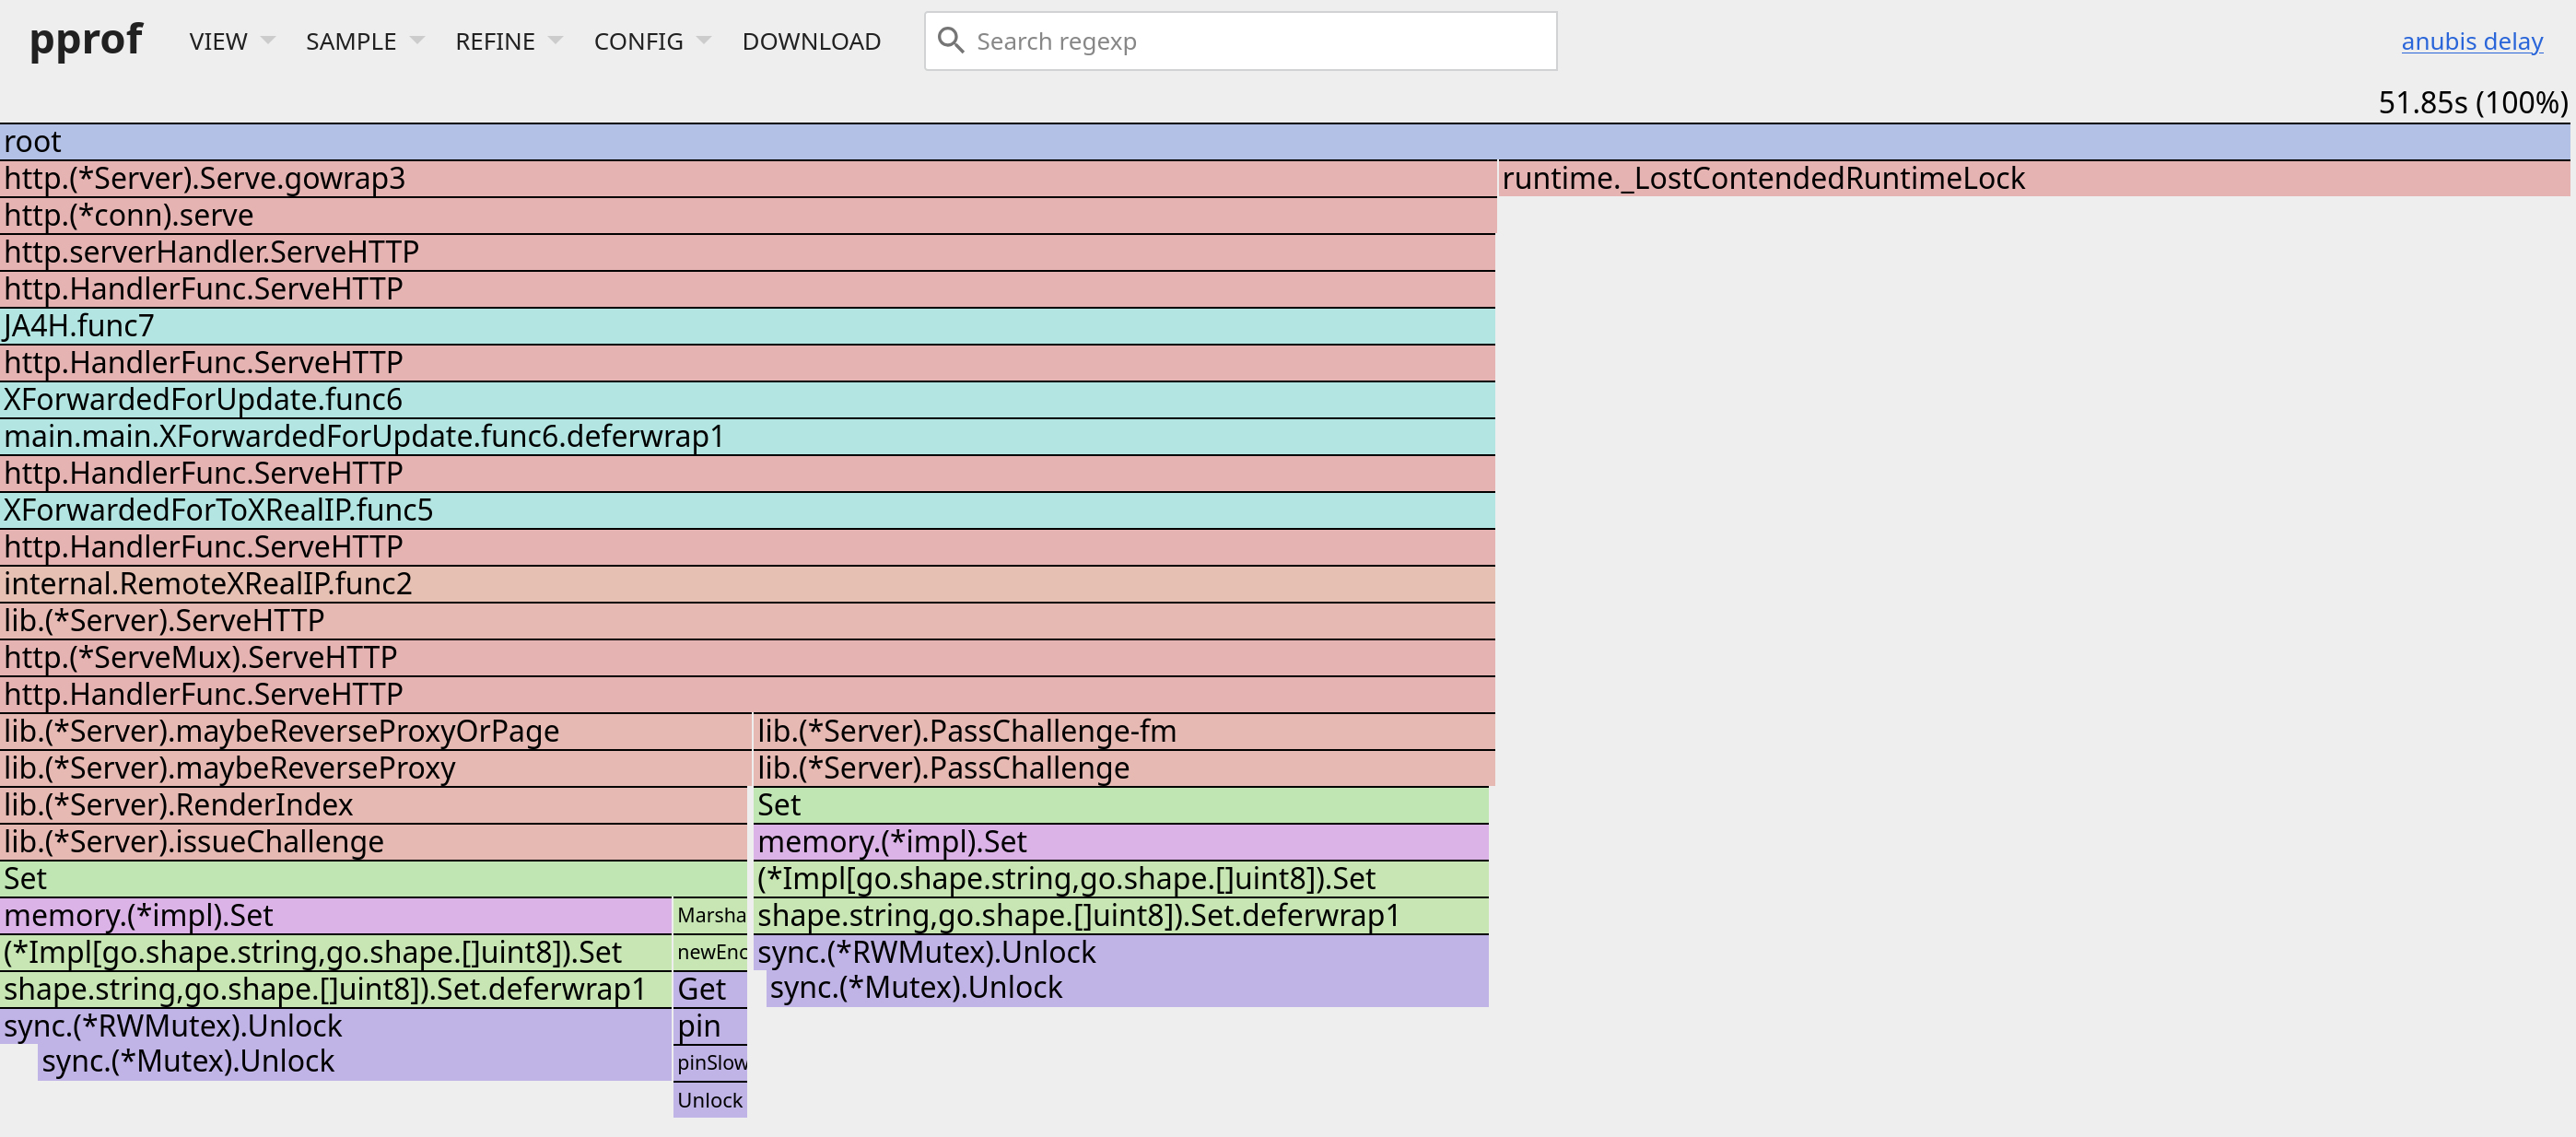 pprof VIEW SAMPLE REFINE CONFIG DOWNLOAD Search regexp anubis delay
51.85s (100%)
root
http.(*Server).Serve.gowrap3 runtime._LostContendedRuntimeLock
http.(*conn).serve
http.serverHandler.ServeHTTP
http.HandlerFunc.ServeHTTP
JA4H.func7
http.HandlerFunc.ServeHTTP
XForwardedForUpdate.func6
main.main.XForwardedForUpdate.func6.deferwrap1
http.HandlerFunc.ServeHTTP
XForwardedForToXRealIP.func5
http.HandlerFunc.ServeHTTP
internal.RemoteXRealIP.func2
lib.(*Server).ServeHTTP
http.(*ServeMux).ServeHTTP
http.HandlerFunc.ServeHTTP
lib.(*Server).maybeReverseProxyOrPage lib.(*Server).PassChallenge-fm
lib.(*Server).maybeReverseProxy lib.(*Server).PassChallenge
lib.(*Server).RenderIndex Set
lib.(*Server).issueChallenge memory.(*impl).Set
Set (*Impl[go.shape.string,go.shape.[]uint8]).Set
memory.(*impl).Set Marsha shape.string,go.shape.[]uint8]).Set.deferwrap1
(*Impl[go.shape.string,go.shape.[]uint8]).Set newEnc sync.(*RWMutex).Unlock
shape.string,go.shape.[]uint8]).Set.deferwrap1 Get sync.(*Mutex).Unlock
sync.(*RWMutex).Unlock pin
sync.(*Mutex).Unlock pinSlow
Unlock